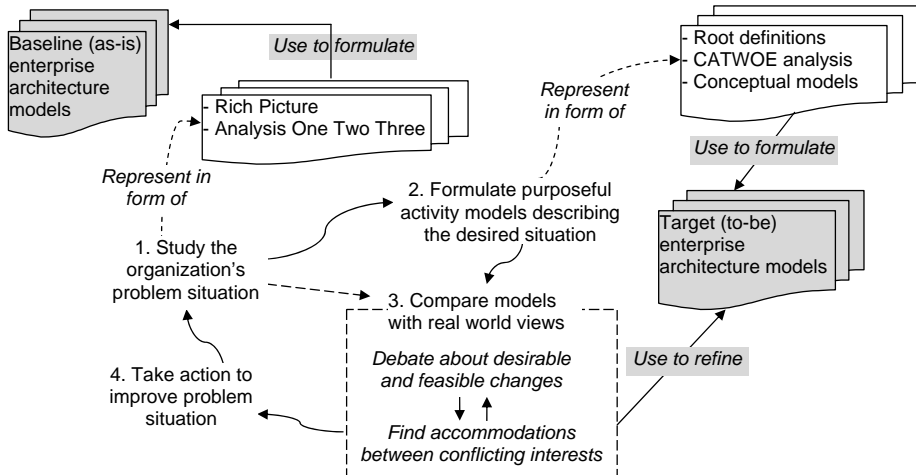 Baseline (as-is)
enterprise
architecture
models
Use to formulate
- Rich Picture
- Analysis One Two Three
Represent in
form of
- Root definitions
- CATWOE analysis
- Conceptual models
Represent
in form of
Use to formulate
Target (to-be)
enterprise
architecture models
2. Formulate purposeful
activity models describing
the desired situation
1. Study the
organization's
problem situation
3. Compare models
with real world views
Debate about desirable
and feasible changes
Find accommodations
between conflicting interests
Use to refine
4. Take action to
improve problem
situation